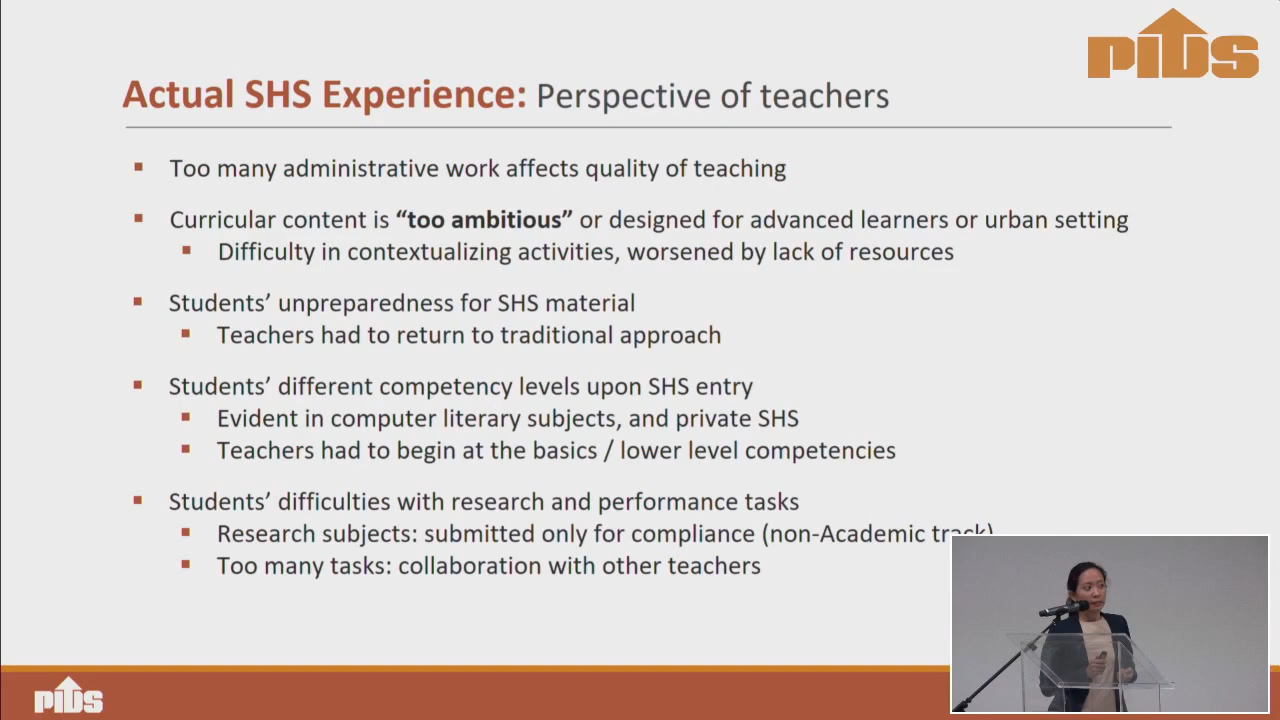 PIDS
Actual SHS Experience: Perspective of teachers
Too many administrative work affects quality of teaching
Curricular content is “too ambitious” or designed for advanced learners or urban setting
Difficulty in contextualizing activities, worsened by lack of resources
Students’ unpreparedness for SHS material
Teachers had to return to traditional approach
Students’ different competency levels upon SHS entry
Evident in computer literary subjects, and private SHS
Teachers had to begin at the basics / lower level competencies
Students’ difficulties with research and performance tasks
Research subjects: submitted only for compliance (non-Academic track)
Too many tasks: collaboration with other teachers
PIDS